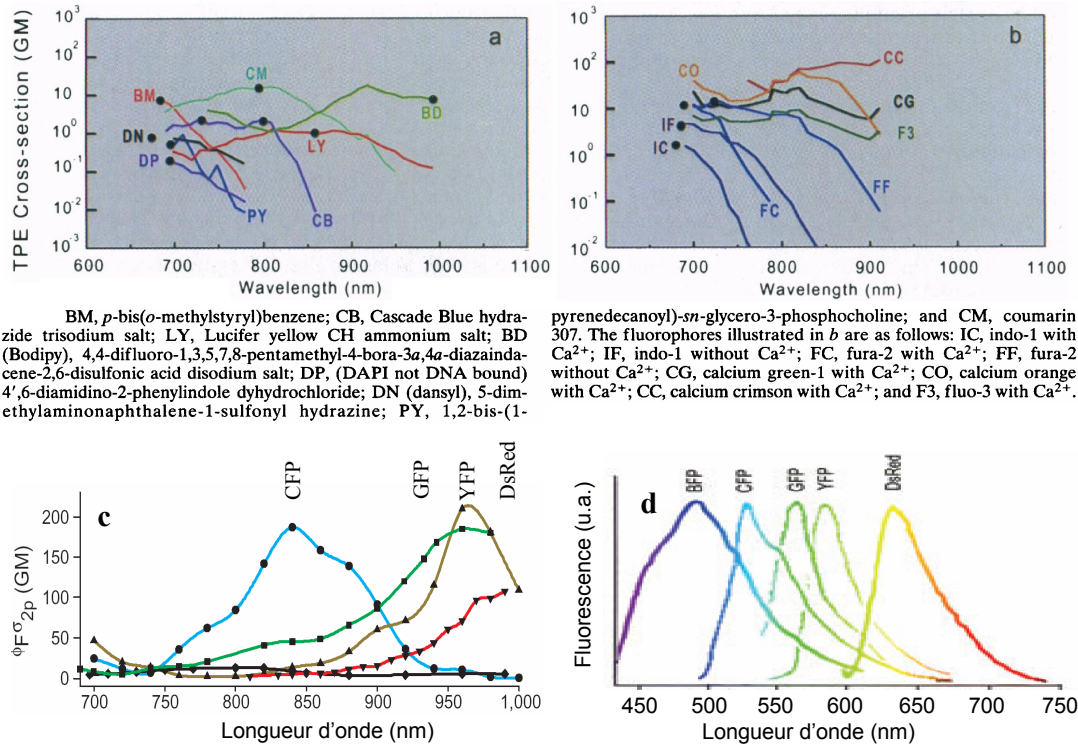 TPE Cross-section (GM)
10³
10²
10¹
10⁰
10⁻¹
10⁻²
10⁻³
a
BM
CM
BD
DN
LY
DP
PY
CB
600 700 800 900 1000 1100
Wavelength (nm)
10³
10²
10¹
10⁰
10⁻¹
10⁻²
b
CO
CC
CG
IF
F3
IC
FF
FC
600 700 800 900 1000 1100
Wavelength (nm)
BM, p-bis(o-methylstyryl)benzene; CB, Cascade Blue hydra-
zide trisodium salt; LY, Lucifer yellow CH ammonium salt; BD
(Bodipy), 4,4-difluoro-1,3,5,7,8-pentamethyl-4-bora-3a,4a-diazainda-
cene-2,6-disulfonic acid disodium salt; DP, (DAPI not DNA bound)
4′,6-diamidino-2-phenylindole dyhydrochloride; DN (dansyl), 5-dim-
ethylaminonaphthalene-1-sulfonyl hydrazine; PY, 1,2-bis-(1-
pyrenedecanoyl)-sn-glycero-3-phosphocholine; and CM, coumarin
307. The fluorophores illustrated in b are as follows: IC, indo-1 with
Ca²⁺; IF, indo-1 without Ca²⁺; FC, fura-2 with Ca²⁺; FF, fura-2
without Ca²⁺; CG, calcium green-1 with Ca²⁺; CO, calcium orange
with Ca²⁺; CC, calcium crimson with Ca²⁺; and F3, fluo-3 with Ca²⁺.
CFP GFP YFP DsRed
c
ΦFσ2p (GM)
200
150
100
50
0
700 750 800 850 900 950 1,000
Longueur d'onde (nm)
d
BFP CFP GFP YFP DsRed
Fluorescence (u.a.)
450 500 550 600 650 700 750
Longueur d'onde (nm)